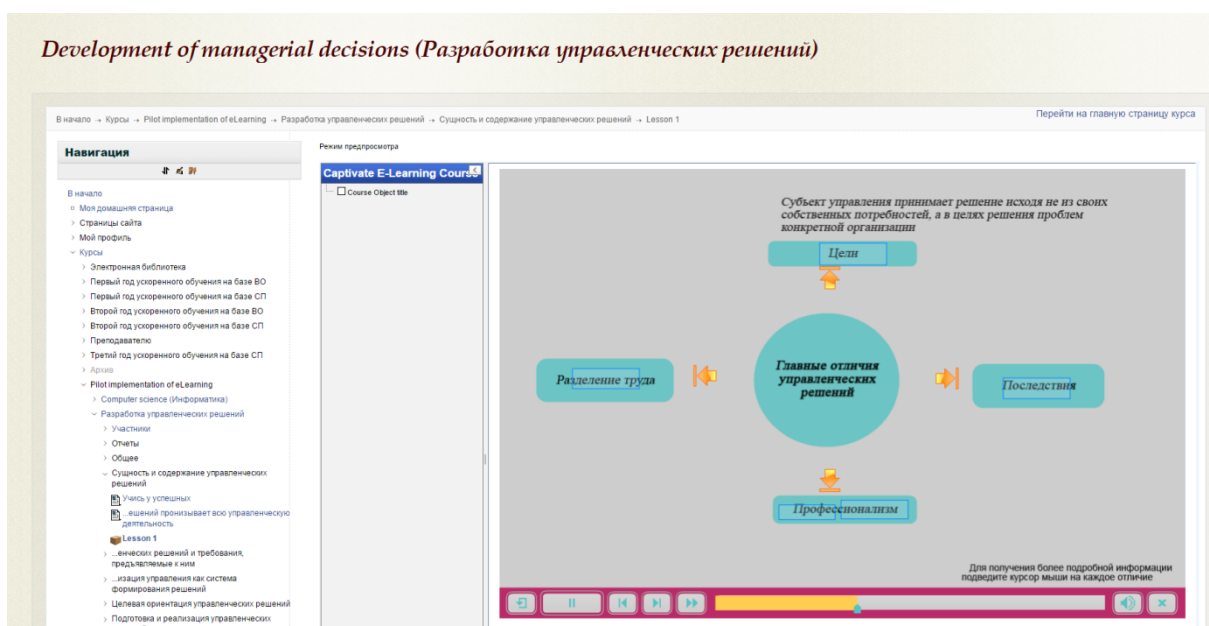 Development of managerial decisions (Разработка управленческих решений)
В начало → Курсы → Pilot implementation of eLearning → Разработка управленческих решений → Сущность и содержание управленческих решений → Lesson 1
Перейти на главную страницу курса
Навигация
В начало
Моя домашняя страница
Страницы сайта
Мой профиль
Курсы
Электронная библиотека
Первый год ускоренного обучения на базе ВО
Первый год ускоренного обучения на базе СП
Второй год ускоренного обучения на базе ВО
Второй год ускоренного обучения на базе СП
Преподавателю
Третий год ускоренного обучения на базе СП
Архив
Pilot implementation of eLearning
Computer science (Информатика)
Разработка управленческих решений
Участники
Отчеты
Общее
Сущность и содержание управленческих
решений
Учись у успешных
...ешений пронизывает всю управленческую
деятельность
Lesson 1
...енческих решений и требования,
предъявляемые к ним
...изация управления как система
формирования решений
Целевая ориентация управленческих решений
Подготовка и реализация управленческих
Режим предпросмотра
Captivate E-Learning Course
Course Object title
Субъект управления принимает решение исходя не из своих
собственных потребностей, а в целях решения проблем
конкретной организации
Цели
Разделение труда
Главные отличия
управленческих
решений
Последствия
Профессионализм
Для получения более подробной информации
подведите курсор мыши на каждое отличие